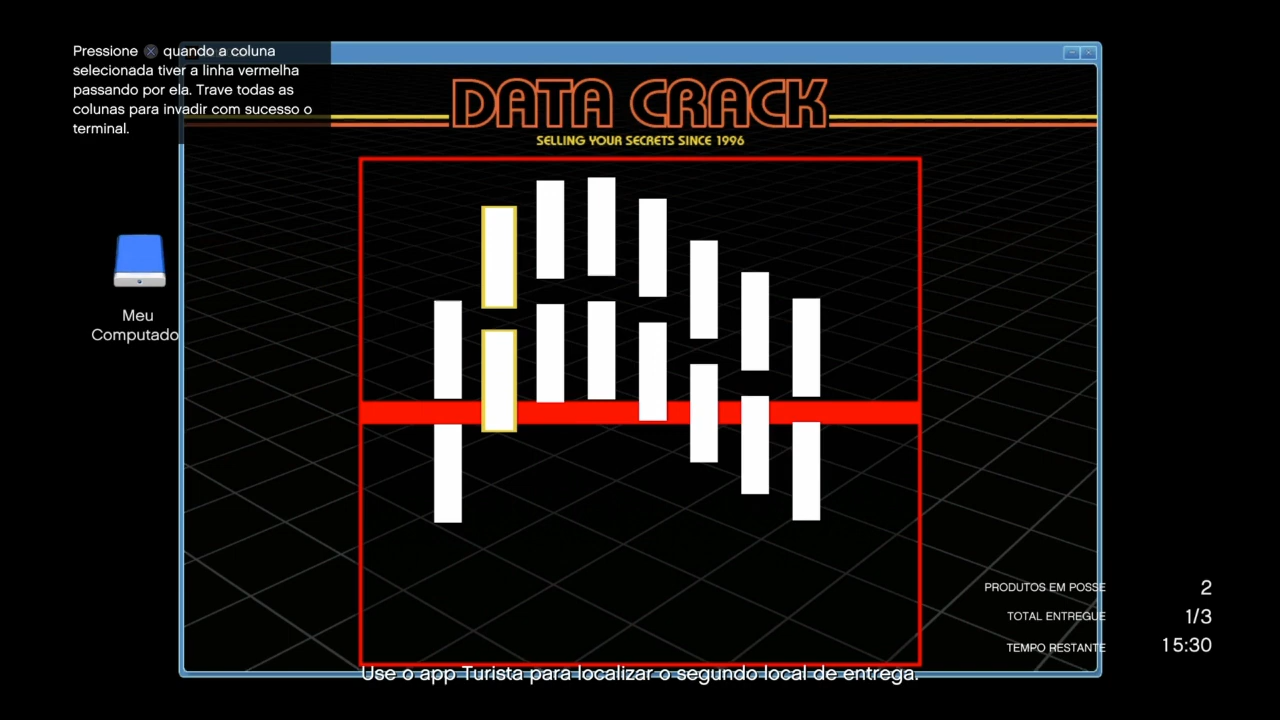 Pressione quando a coluna
selecionada tiver a linha vermelha
passando por ela. Trave todas as
colunas para invadir com sucesso o
terminal.
DATA CRACK
SELLING YOUR SECRETS SINCE 1996
Meu
Computado
PRODUTOS EM POSSE 2
TOTAL ENTREGUE 1/3
TEMPO RESTANTE 15:30
Use o app Turista para localizar o segundo local de entrega.